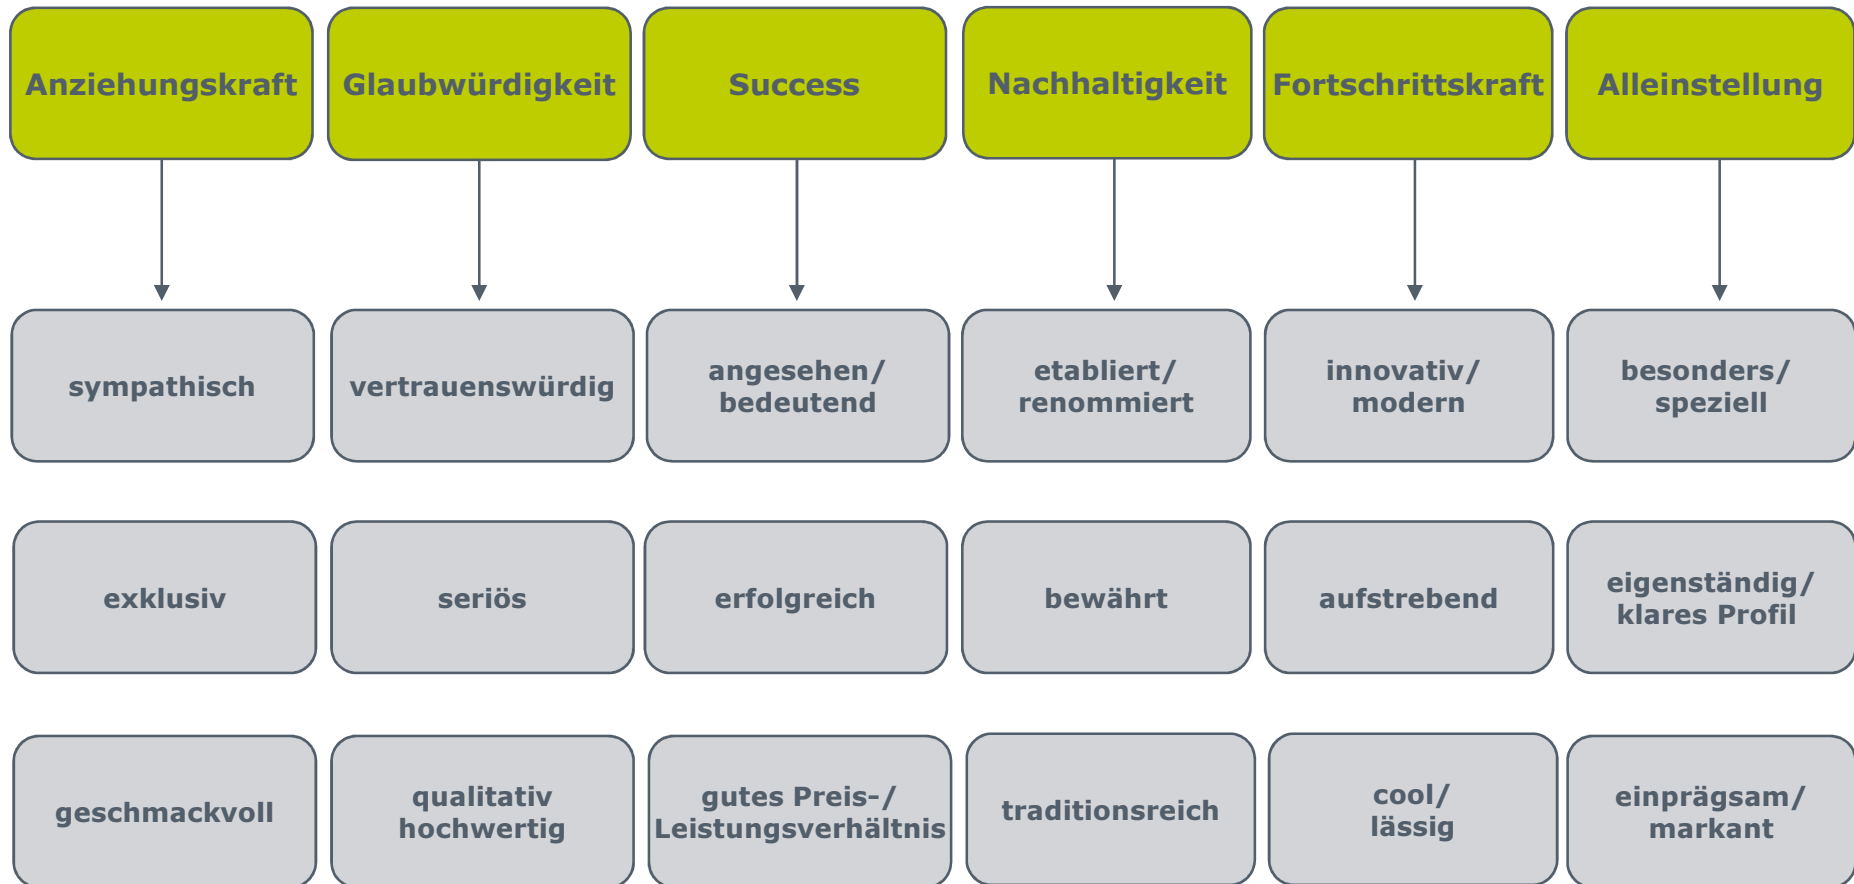 Anziehungskraft
Glaubwürdigkeit
Success
Nachhaltigkeit
Fortschrittskraft
Alleinstellung
sympathisch
vertrauenswürdig
angesehen/
bedeutend
etabliert/
renommiert
innovativ/
modern
besonders/
speziell
exklusiv
seriös
erfolgreich
bewährt
aufstrebend
eigenständig/
klares Profil
geschmackvoll
qualitativ
hochwertig
gutes Preis-/
Leistungsverhältnis
traditionsreich
cool/
lässig
einprägsam/
markant